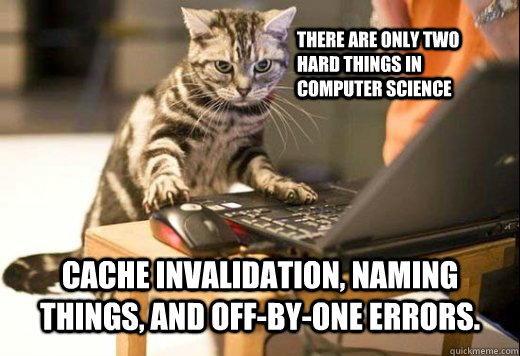 THERE ARE ONLY TWO
HARD THINGS IN
COMPUTER SCIENCE
CACHE INVALIDATION, NAMING
THINGS, AND OFF-BY-ONE ERRORS.
quickmeme.com